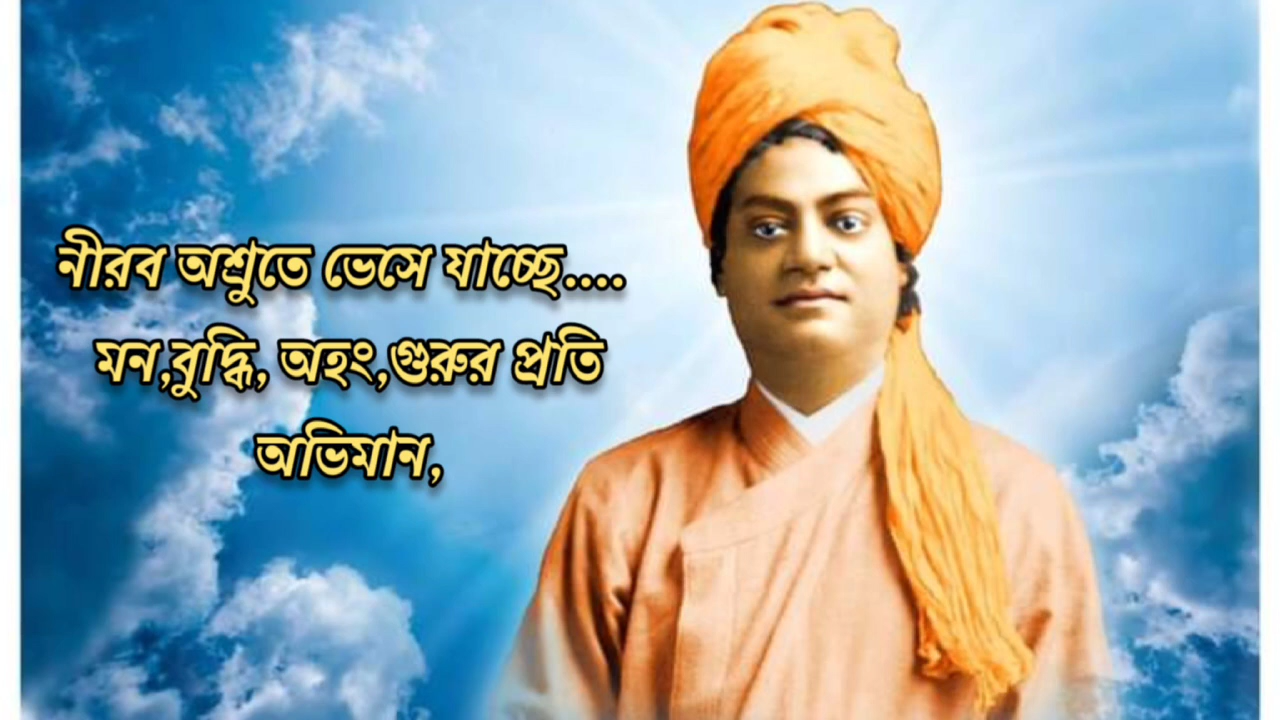 নীরব অশ্রুতে ভেসে যাচ্ছে....
মন,বুদ্ধি, অহং,গুরুর প্রতি
অভিমান,